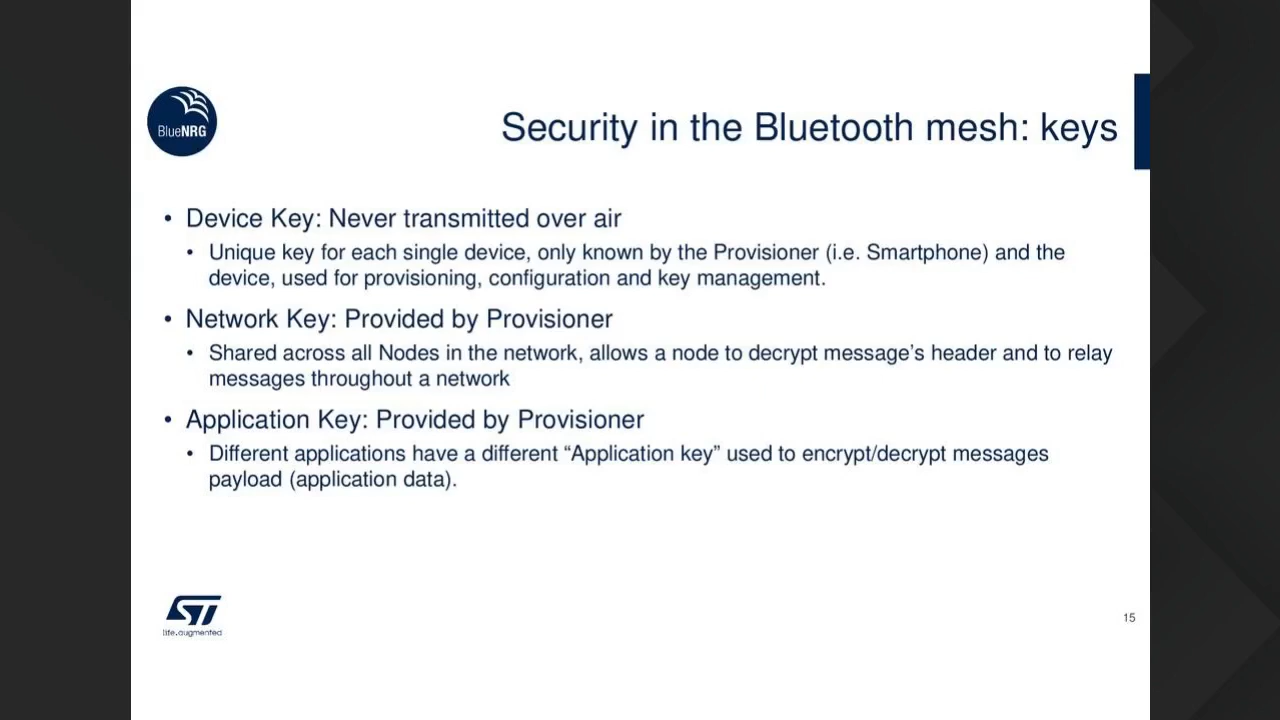 BlueNRG
Security in the Bluetooth mesh: keys
• Device Key: Never transmitted over air
• Unique key for each single device, only known by the Provisioner (i.e. Smartphone) and the
device, used for provisioning, configuration and key management.
• Network Key: Provided by Provisioner
• Shared across all Nodes in the network, allows a node to decrypt message’s header and to relay
messages throughout a network
• Application Key: Provided by Provisioner
• Different applications have a different “Application key” used to encrypt/decrypt messages
payload (application data).
ST
life.augmented
15